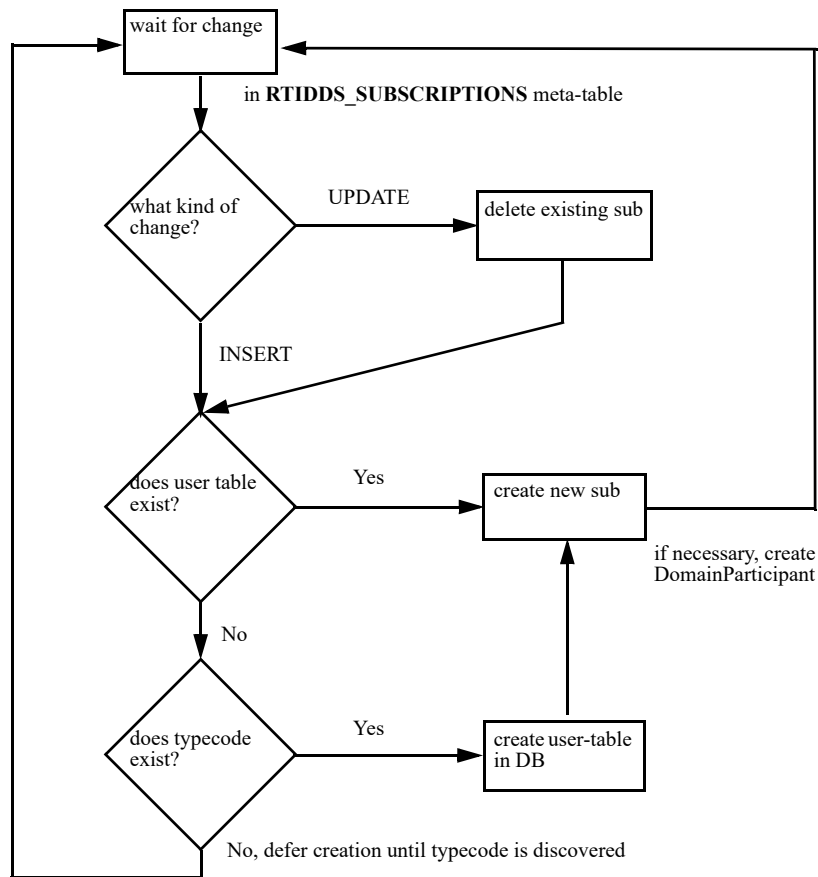 wait for change
in RTIDDS_SUBSCRIPTIONS meta-table
what kind of
change?
UPDATE
delete existing sub
INSERT
does user table
exist?
Yes
create new sub
if necessary, create
DomainParticipant
No
does typecode
exist?
Yes
create user-table
in DB
No, defer creation until typecode is discovered